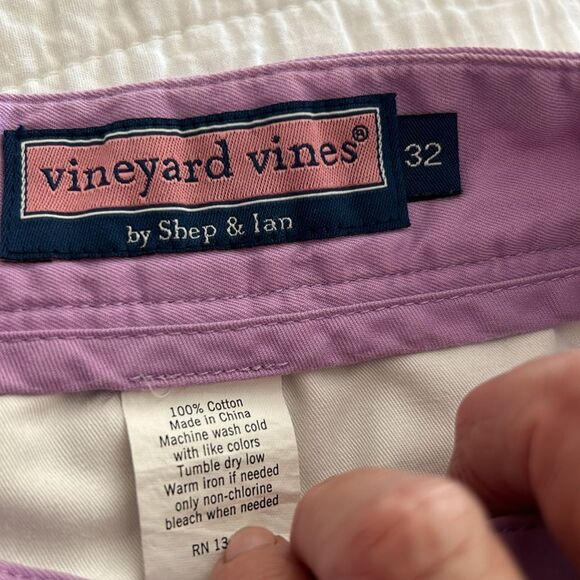 vineyard vines®
32
by Shep & Ian
100% Cotton
Made in China
Machine wash cold
with like colors
Tumble dry low
Warm iron if needed
only non-chlorine
bleach when needed
RN